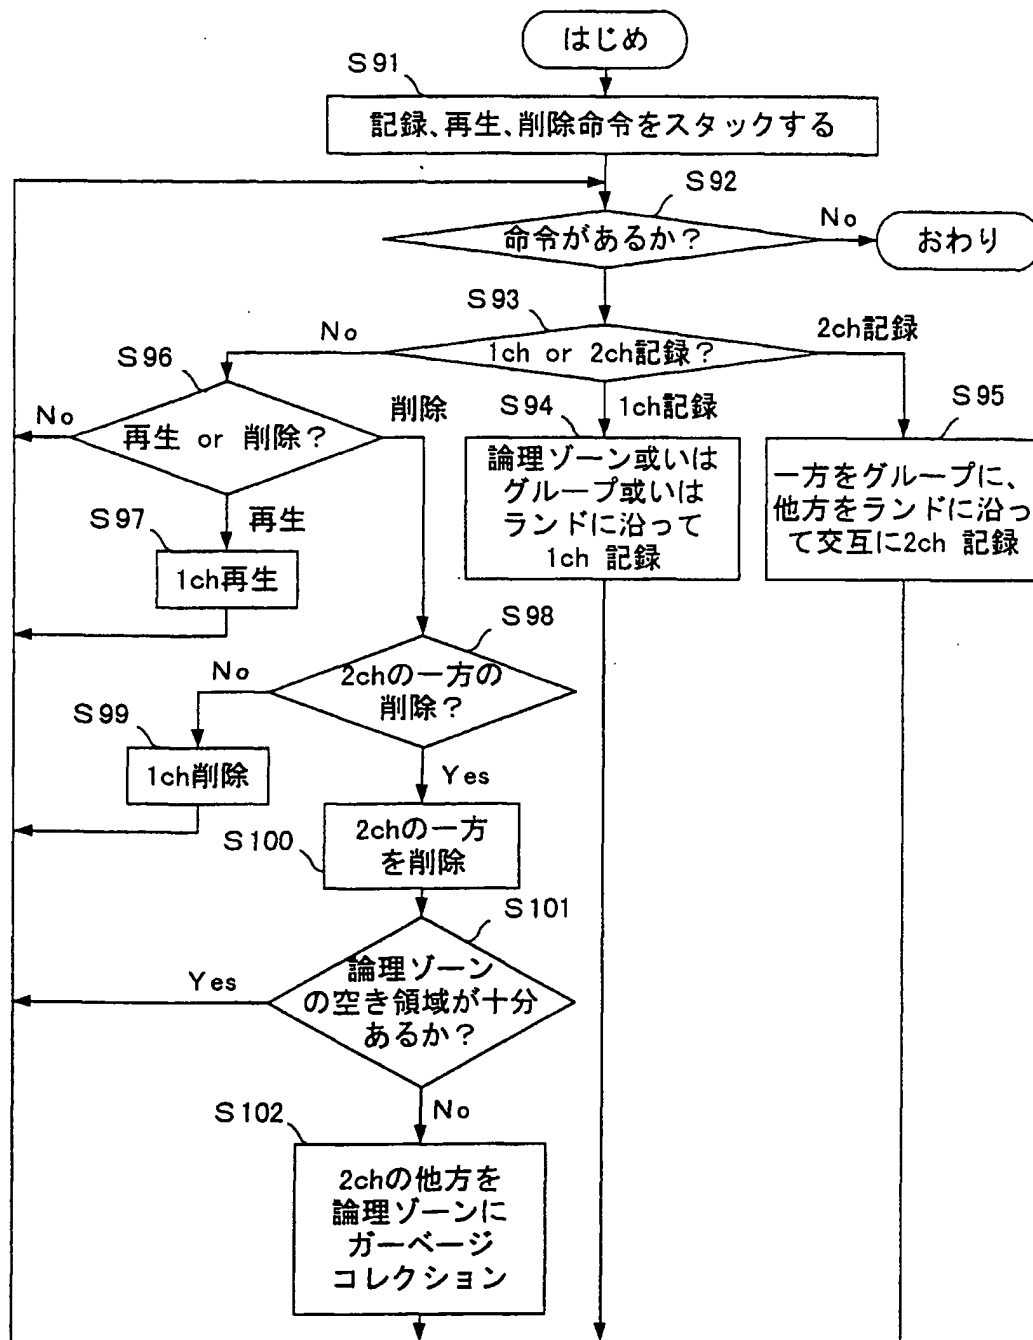 はじめ
S91
記録、再生、削除命令をスタックする
S92
命令があるか?
No
おわり
S93
No
1ch or 2ch記録?
2ch記録
S96
No
再生 or 削除?
削除
S94
1ch記録
論理ゾーン或いは
グループ或いは
ランドに沿って
1ch 記録
S95
一方をグループに、
他方をランドに沿っ
て交互に2ch 記録
S97
再生
1ch再生
S98
No
2chの一方の
削除?
S99
1ch削除
Yes
S100
2chの一方
を削除
S101
Yes
論理ゾーン
の空き領域が十分
あるか?
No
S102
2chの他方を
論理ゾーンに
ガーベージ
コレクション